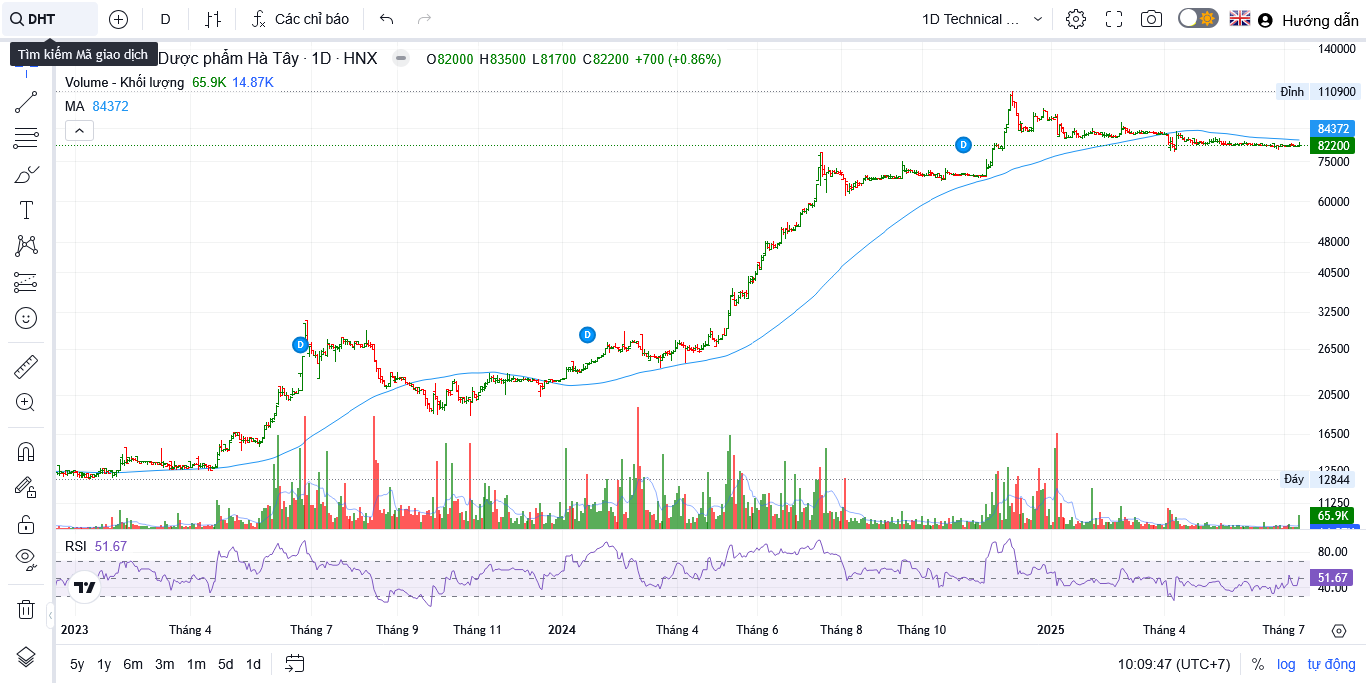 DHT D Các chỉ báo 1D Technical ... Hướng dẫn
Tìm kiếm Mã giao dịch
Dược phẩm Hà Tây · 1D · HNX O82000 H83500 L81700 C82200 +700 (+0.86%)
Volume - Khối lượng 65.9K 14.87K
MA 84372
140000
Đỉnh 110900
84372
82200
75000
60000
48000
40500
32500
26500
20500
16500
12500
Đáy 12844
11250
65.9K
D
D
D
RSI 51.67
80.00
51.67
40.00
2023 Tháng 4 Tháng 7 Tháng 9 Tháng 11 2024 Tháng 4 Tháng 6 Tháng 8 Tháng 10 2025 Tháng 4 Tháng 7
5y 1y 6m 3m 1m 5d 1d 10:09:47 (UTC+7) % log tự động